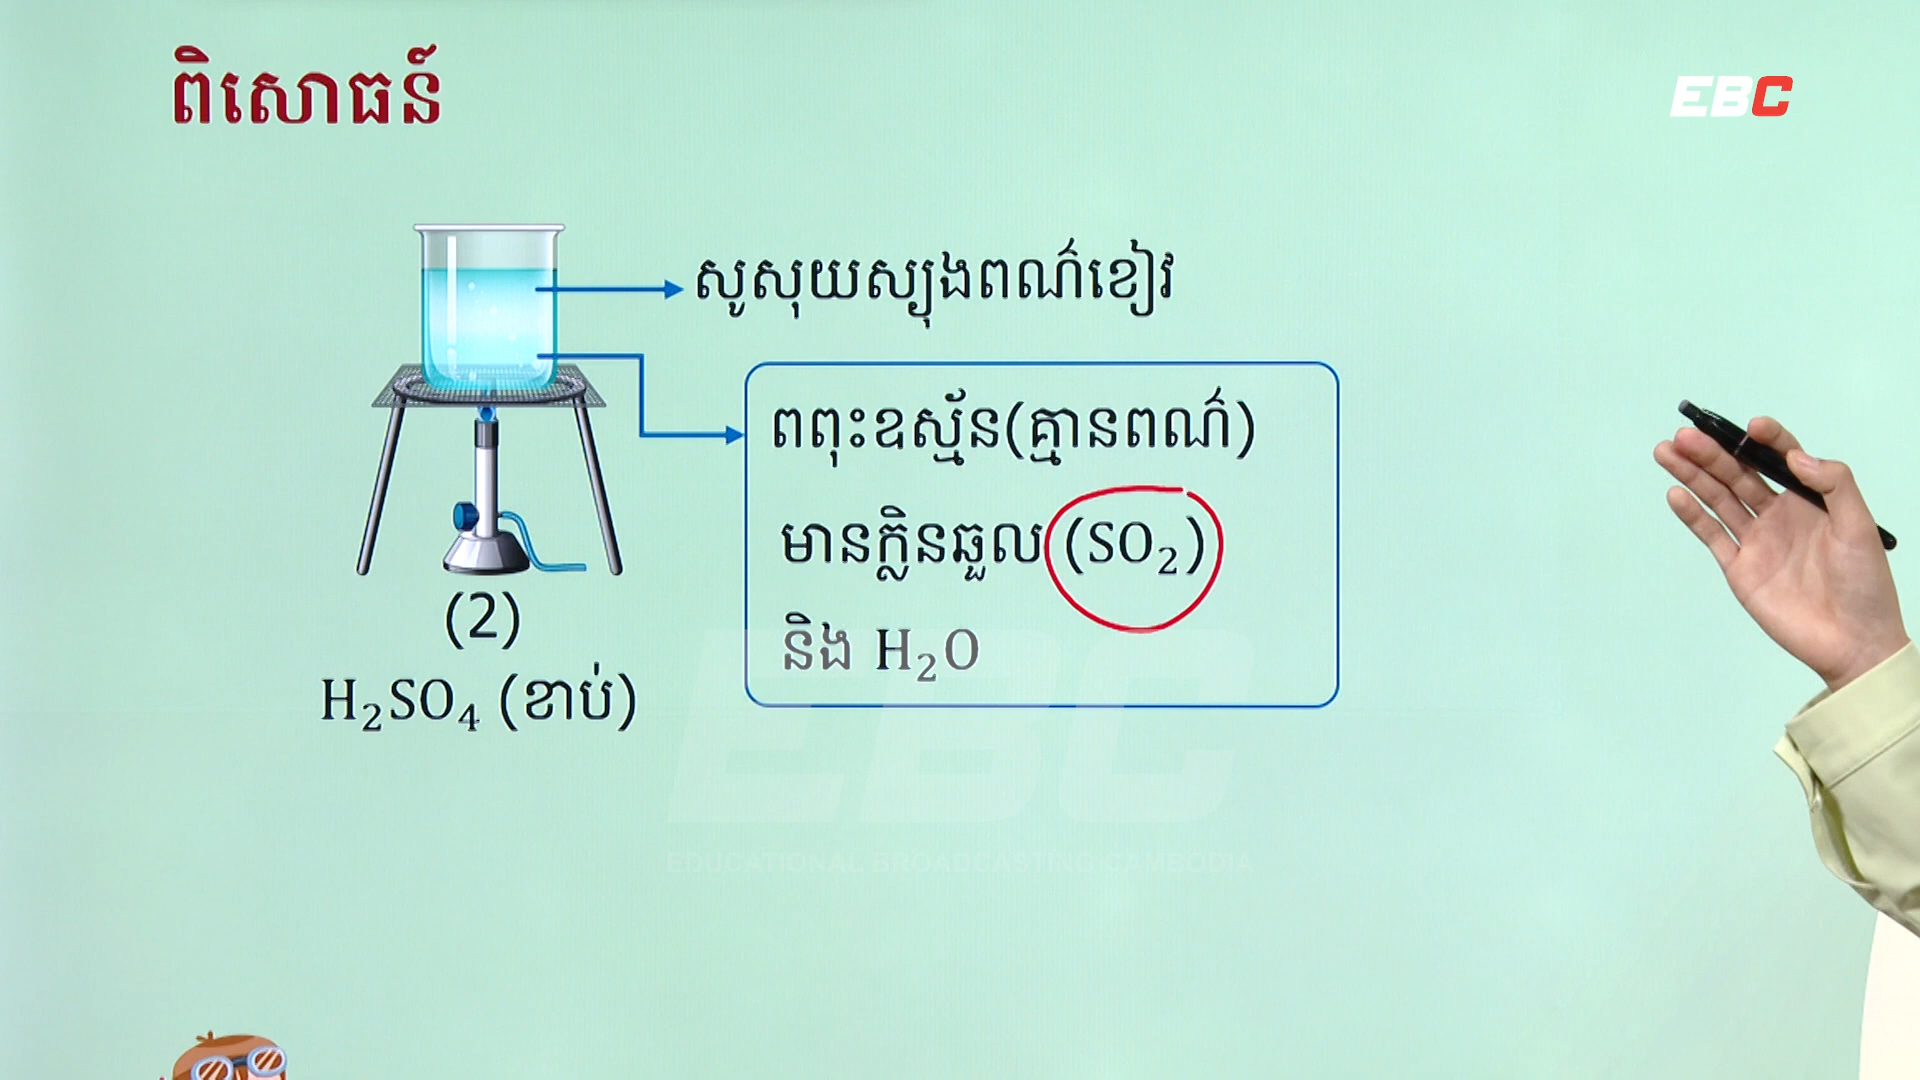 ពិសោធន៍
EBC
សូលុយស្យុងពណ៌ខៀវ
ពពុះឧស្ម័ន(គ្មានពណ៌)
មានក្លិនឆួល (SO₂)
និង H₂O
(2)
H₂SO₄ (ខាប់)
EBC
EDUCATIONAL BROADCASTING CAMBODIA